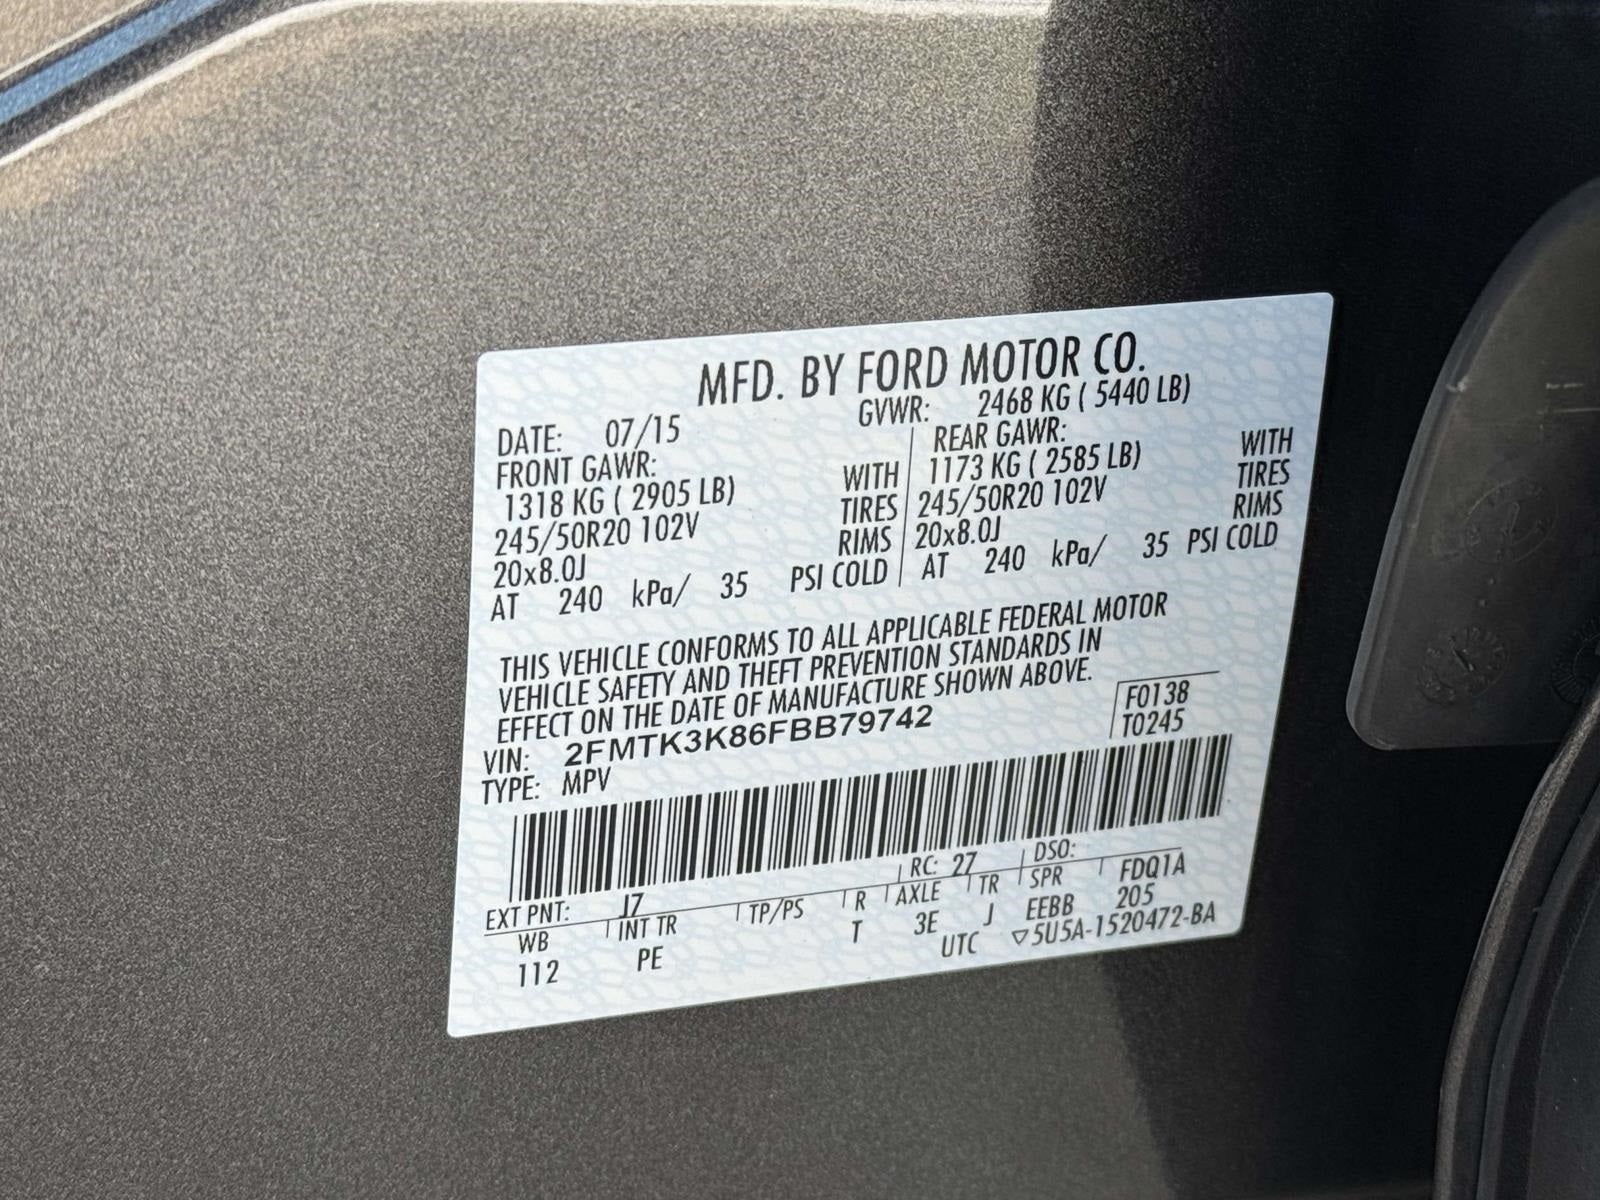 MFD. BY FORD MOTOR CO.
DATE: 07/15 GVWR: 2468 KG ( 5440 LB)
FRONT GAWR: REAR GAWR:
1318 KG ( 2905 LB) WITH 1173 KG ( 2585 LB) WITH
245/50R20 102V TIRES 245/50R20 102V TIRES
20x8.0J RIMS 20x8.0J RIMS
AT 240 kPa/ 35 PSI COLD AT 240 kPa/ 35 PSI COLD
THIS VEHICLE CONFORMS TO ALL APPLICABLE FEDERAL MOTOR
VEHICLE SAFETY AND THEFT PREVENTION STANDARDS IN
EFFECT ON THE DATE OF MANUFACTURE SHOWN ABOVE.
VIN: 2FMTK3K86FBB79742 F0138
TYPE: MPV T0245
EXT PNT: J7 RC: 27 DSO: FDQ1A
WB INT TR TP/PS R AXLE TR SPR 205
112 PE T 3E J EEBB
UTC ▽5U5A-1520472-BA